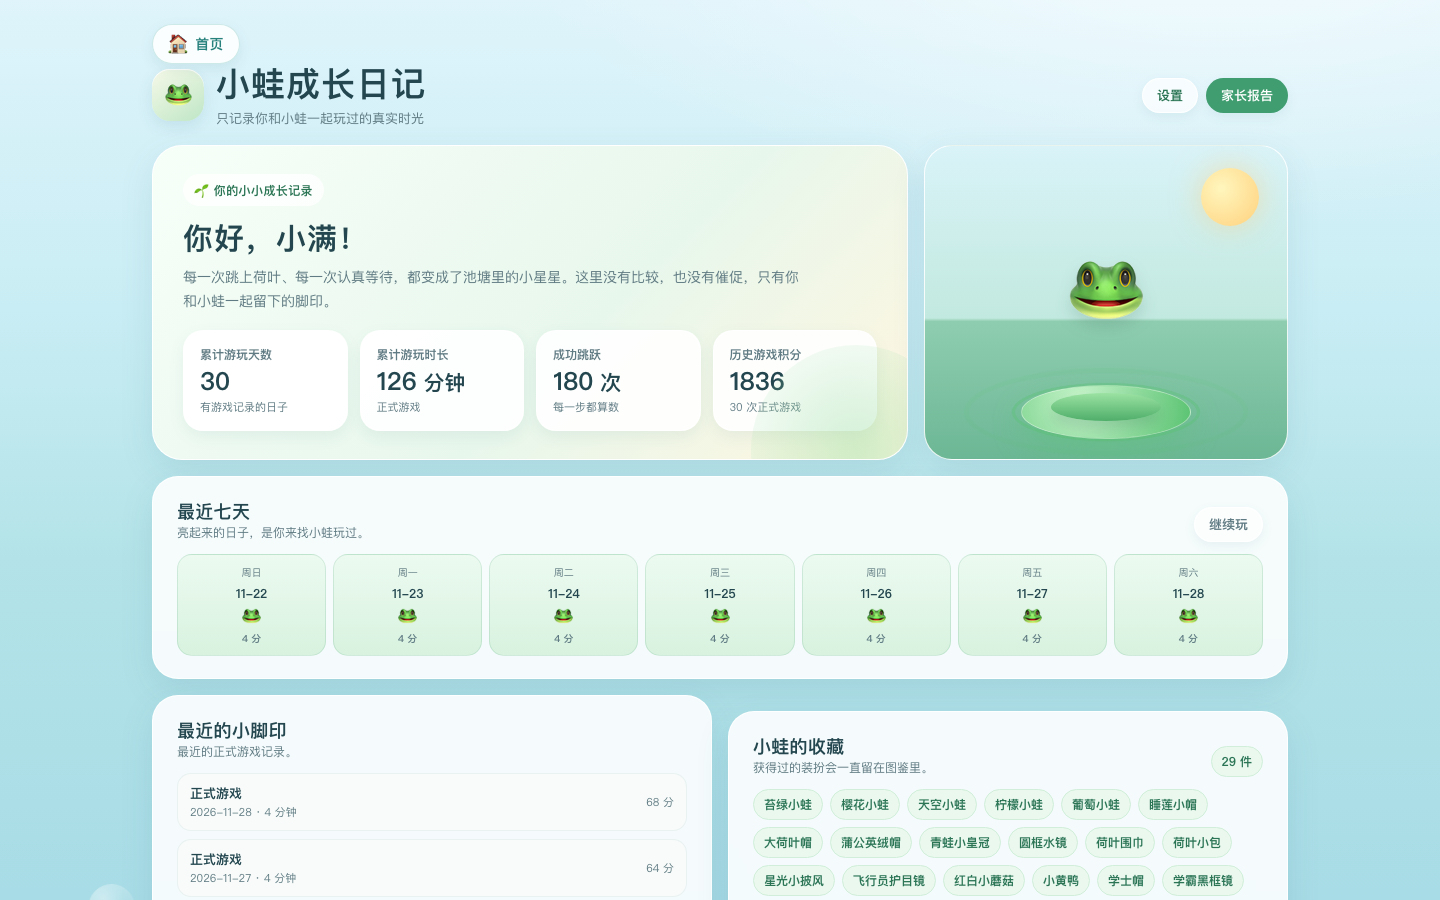 首页
小蛙成长日记
只记录你和小蛙一起玩过的真实时光
设置
家长报告
你的小小成长记录
你好，小满！
每一次跳上荷叶、每一次认真等待，都变成了池塘里的小星星。这里没有比较，也没有催促，只有你
和小蛙一起留下的脚印。
累计游玩天数
30
有游戏记录的日子
累计游玩时长
126 分钟
正式游戏
成功跳跃
180 次
每一步都算数
历史游戏积分
1836
30 次正式游戏
最近七天
亮起来的日子，是你来找小蛙玩过。
继续玩
周日
11-22
4 分
周一
11-23
4 分
周二
11-24
4 分
周三
11-25
4 分
周四
11-26
4 分
周五
11-27
4 分
周六
11-28
4 分
最近的小脚印
最近的正式游戏记录。
正式游戏
2026-11-28 · 4 分钟
68 分
正式游戏
2026-11-27 · 4 分钟
64 分
小蛙的收藏
获得过的装扮会一直留在图鉴里。
29 件
苔绿小蛙 樱花小蛙 天空小蛙 柠檬小蛙 葡萄小蛙 睡莲小帽
大荷叶帽 蒲公英绒帽 青蛙小皇冠 圆框水镜 荷叶围巾 荷叶小包
星光小披风 飞行员护目镜 红白小蘑菇 小黄鸭 学士帽 学霸黑框镜